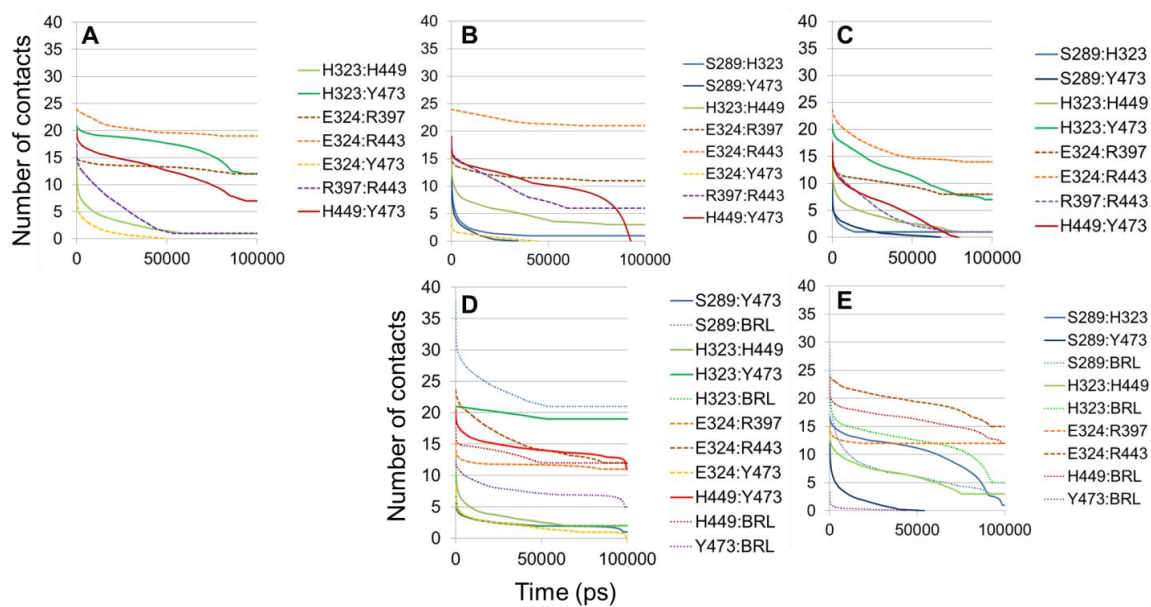 A
Number of contacts
40
35
30
25
20
15
10
5
0
0
50000
100000
H323:H449
H323:Y473
E324:R397
E324:R443
E324:Y473
R397:R443
H449:Y473
B
40
35
30
25
20
15
10
5
0
0
50000
100000
S289:H323
S289:Y473
H323:H449
E324:R397
E324:R443
E324:Y473
R397:R443
H449:Y473
C
40
35
30
25
20
15
10
5
0
0
50000
100000
S289:H323
S289:Y473
H323:H449
H323:Y473
E324:R397
E324:R443
R397:R443
H449:Y473
D
Number of contacts
40
35
30
25
20
15
10
5
0
0
50000
100000
S289:Y473
S289:BRL
H323:H449
H323:Y473
H323:BRL
E324:R397
E324:R443
E324:Y473
H449:Y473
H449:BRL
Y473:BRL
E
40
35
30
25
20
15
10
5
0
0
50000
100000
S289:H323
S289:Y473
S289:BRL
H323:H449
H323:BRL
E324:R397
E324:R443
H449:BRL
Y473:BRL
Time (ps)